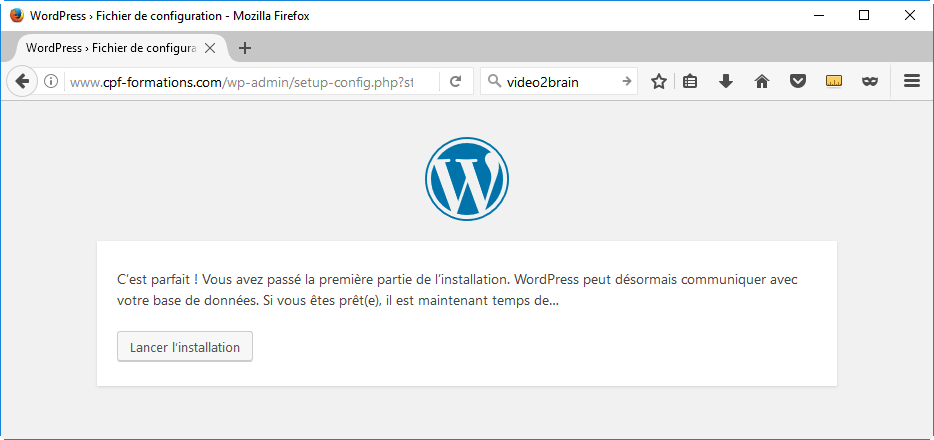 WordPress › Fichier de configuration - Mozilla Firefox
WordPress › Fichier de configura
www.cpf-formations.com/wp-admin/setup-config.php?st
video2brain
C'est parfait ! Vous avez passé la première partie de l'installation. WordPress peut désormais communiquer avec
votre base de données. Si vous êtes prêt(e), il est maintenant temps de…
Lancer l'installation